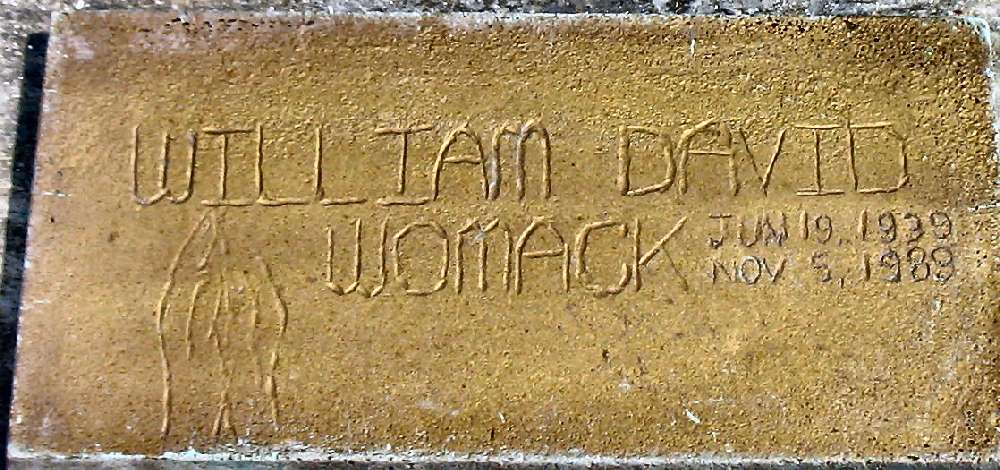 WILLIAM DAVID
WOMACK
JUN 19, 1939
NOV 5, 1989